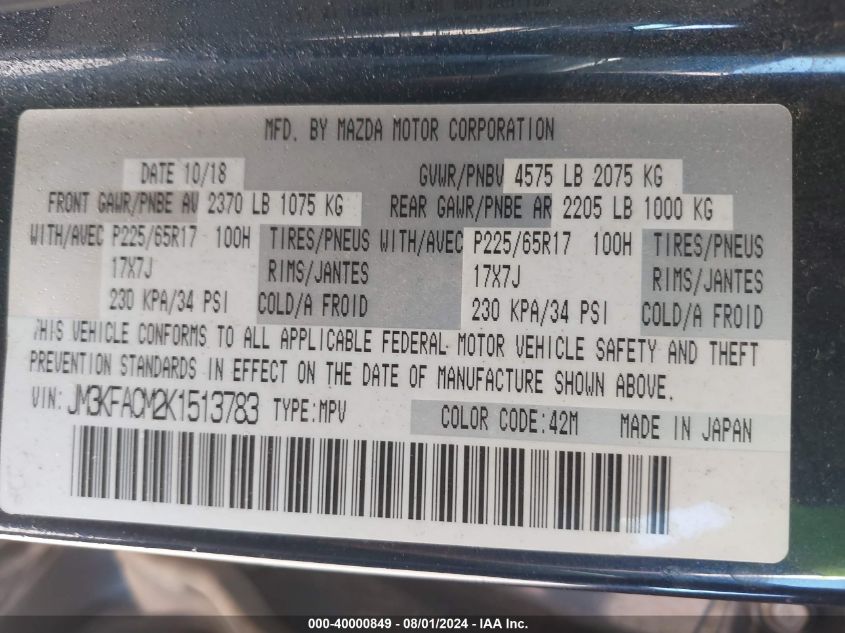 MFD. BY MAZDA MOTOR CORPORATION
DATE 10/18 GVWR/PNBV 4575 LB 2075 KG
FRONT GAWR/PNBE AV 2370 LB 1075 KG REAR GAWR/PNBE AR 2205 LB 1000 KG
WITH/AVEC P225/65R17 100H TIRES/PNEUS WITH/AVEC P225/65R17 100H TIRES/PNEUS
17X7J RIMS/JANTES 17X7J RIMS/JANTES
230 KPA/34 PSI COLD/A FROID 230 KPA/34 PSI COLD/A FROID
THIS VEHICLE CONFORMS TO ALL APPLICABLE FEDERAL MOTOR VEHICLE SAFETY AND THEFT
PREVENTION STANDARDS IN EFFECT ON THE DATE OF MANUFACTURE SHOWN ABOVE.
VIN: JM3KFACM2K1513783 TYPE:MPV COLOR CODE:42M MADE IN JAPAN
000-40000849 - 08/01/2024 - IAA Inc.